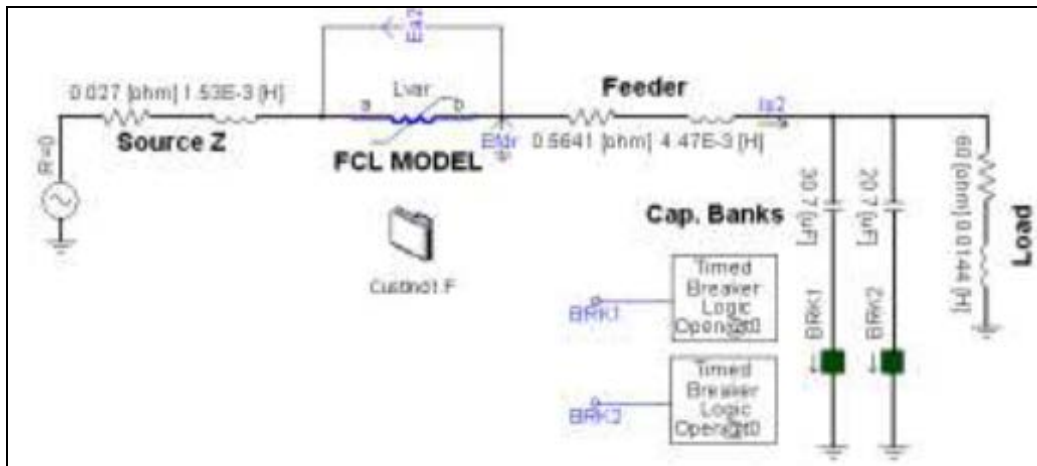 Ea2
0.027 [ohm] 1.53E-3 [H]
Source Z
R=0
Lvar
a
b
FCL MODEL
Efdr
Feeder
0.5641 [ohm] 4.47E-3 [H]
Is2
Cap. Banks
30.7 [uF]
20.7 [uF]
60 [ohm] 0.0144 [H]
Load
BRK1
BRK2
Timed
Breaker
Logic
BRK1
Timed
Breaker
Logic
BRK2